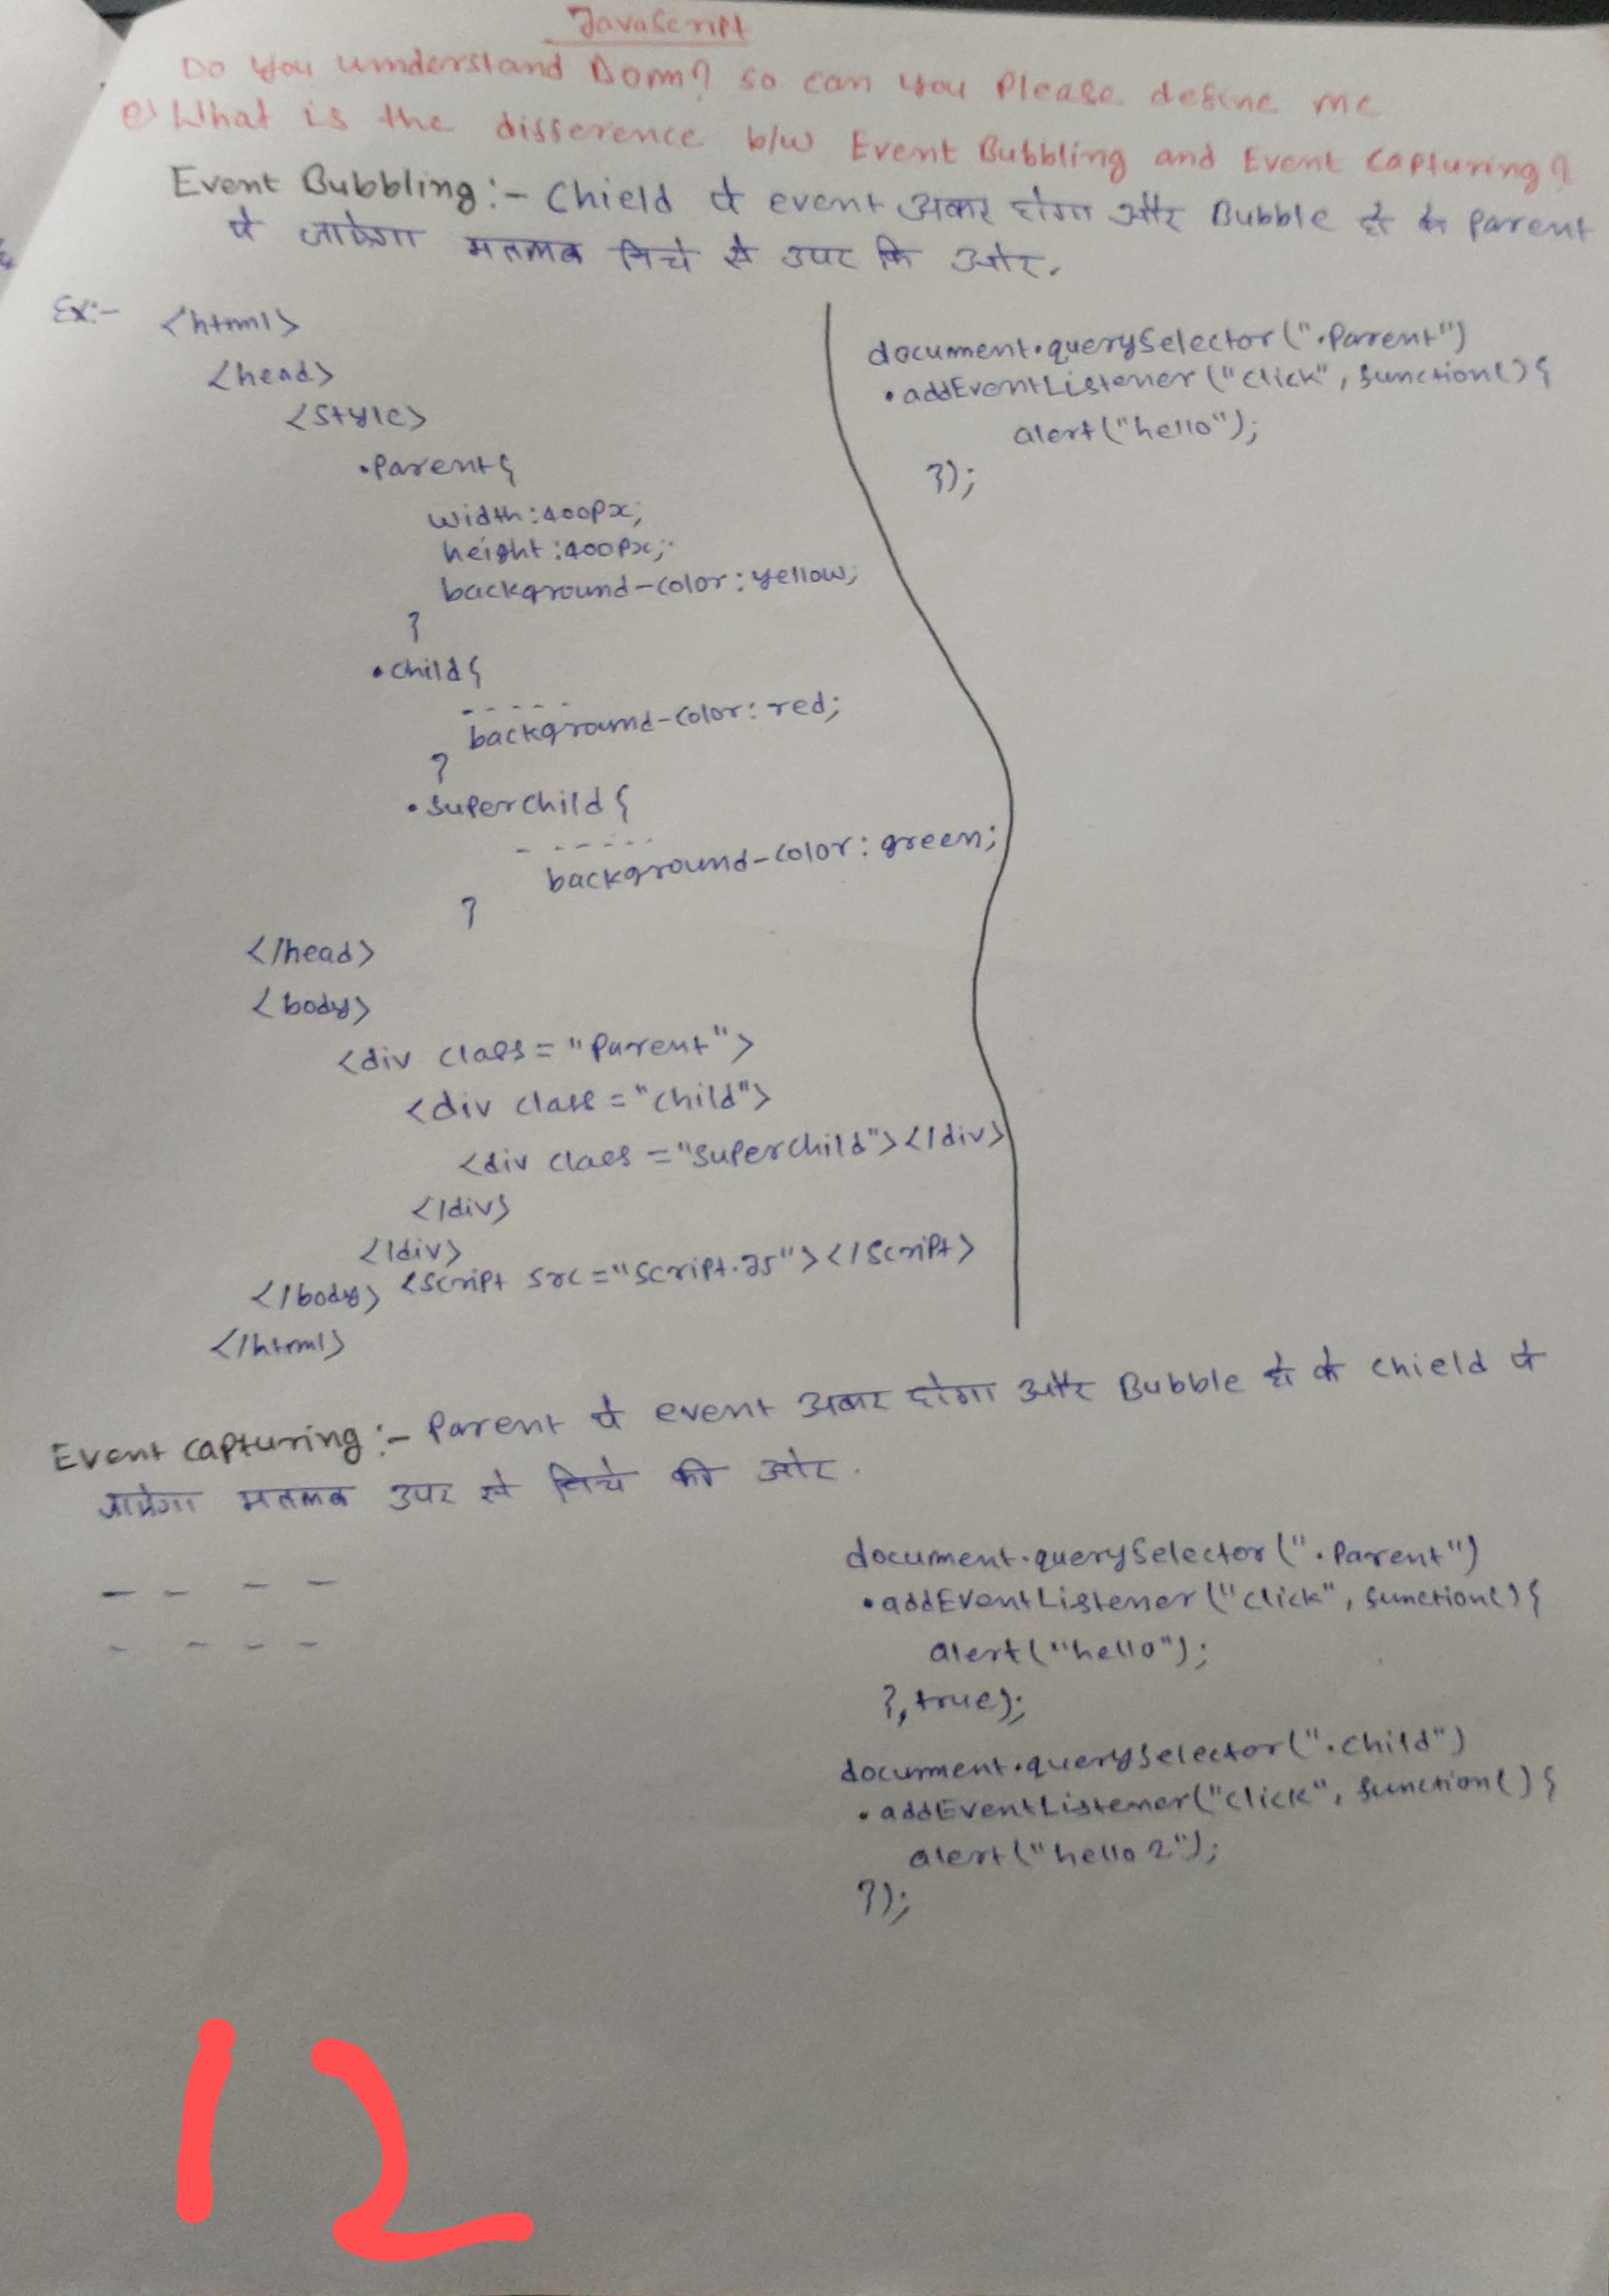 JavaScript
Do you understand Dom? so can you Please define me
e) What is the difference b/w Event Bubbling and Event Capturing?
Event Bubbling:- Chield पे event अकर होगा और Bubble हो के Parent
पे जायेगा मतलब निचे से उपर कि ओर.
Ex:-
<html>
<head>
<style>
.Parent{
width:400px;
height:400px;
background-color:yellow;
}
.child{
-----
background-color: red;
}
.superchild{
------
background-color: green;
}
</head>
<body>
<div class="Parent">
<div class="child">
<div class="superchild"></div>
</div>
</div>
</body> <script src="script.js"></script>
</html>
document.querySelector(".Parent")
.addEventListener("click", function(){
alert("hello");
});
Event capturing:- Parent पे event अकर होगा और Bubble हो के chield पे
जायेगा मतलब उपर से निचे की ओर.
- - - -
- - - -
document.querySelector(".Parent")
.addEventListener("click", function(){
alert("hello");
},true);
document.querySelector(".child")
.addEventListener("click", function(){
alert("hello 2");
});
12